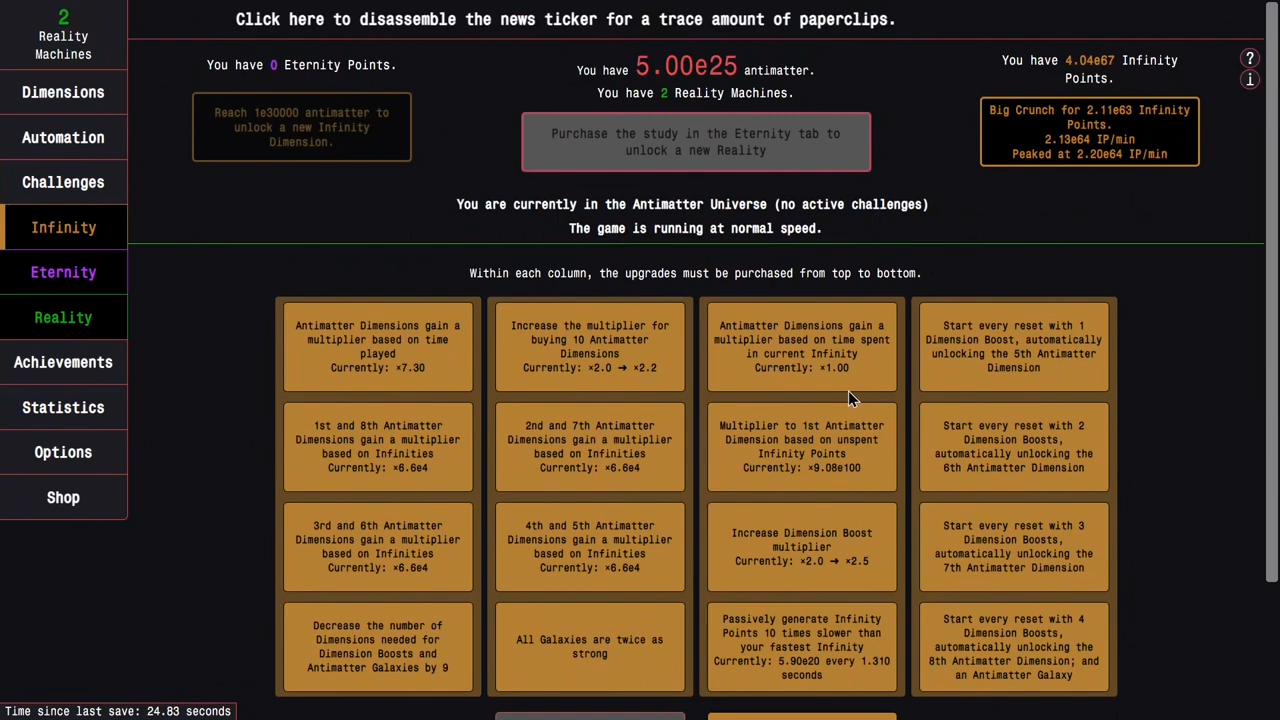 2
Reality
Machines
Dimensions
Automation
Challenges
Infinity
Eternity
Reality
Achievements
Statistics
Options
Shop
Click here to disassemble the news ticker for a trace amount of paperclips.
You have 0 Eternity Points.
Reach 1e30000 antimatter to
unlock a new Infinity
Dimension.
You have 5.00e25 antimatter.
You have 2 Reality Machines.
Purchase the study in the Eternity tab to
unlock a new Reality
You have 4.04e67 Infinity
Points.
Big Crunch for 2.11e63 Infinity
Points.
2.13e64 IP/min
Peaked at 2.20e64 IP/min
?
i
You are currently in the Antimatter Universe (no active challenges)
The game is running at normal speed.
Within each column, the upgrades must be purchased from top to bottom.
Antimatter Dimensions gain a
multiplier based on time
played
Currently: ×7.30
Increase the multiplier for
buying 10 Antimatter
Dimensions
Currently: ×2.0 ➜ ×2.2
Antimatter Dimensions gain a
multiplier based on time spent
in current Infinity
Currently: ×1.00
Start every reset with 1
Dimension Boost, automatically
unlocking the 5th Antimatter
Dimension
1st and 8th Antimatter
Dimensions gain a multiplier
based on Infinities
Currently: ×6.6e4
2nd and 7th Antimatter
Dimensions gain a multiplier
based on Infinities
Currently: ×6.6e4
Multiplier to 1st Antimatter
Dimension based on unspent
Infinity Points
Currently: ×9.08e100
Start every reset with 2
Dimension Boosts,
automatically unlocking the
6th Antimatter Dimension
3rd and 6th Antimatter
Dimensions gain a multiplier
based on Infinities
Currently: ×6.6e4
4th and 5th Antimatter
Dimensions gain a multiplier
based on Infinities
Currently: ×6.6e4
Increase Dimension Boost
multiplier
Currently: ×2.0 ➜ ×2.5
Start every reset with 3
Dimension Boosts,
automatically unlocking the
7th Antimatter Dimension
Decrease the number of
Dimensions needed for
Dimension Boosts and
Antimatter Galaxies by 9
All Galaxies are twice as
strong
Passively generate Infinity
Points 10 times slower than
your fastest Infinity
Currently: 5.90e20 every 1.310
seconds
Start every reset with 4
Dimension Boosts,
automatically unlocking the
8th Antimatter Dimension; and
an Antimatter Galaxy
Time since last save: 24.83 seconds